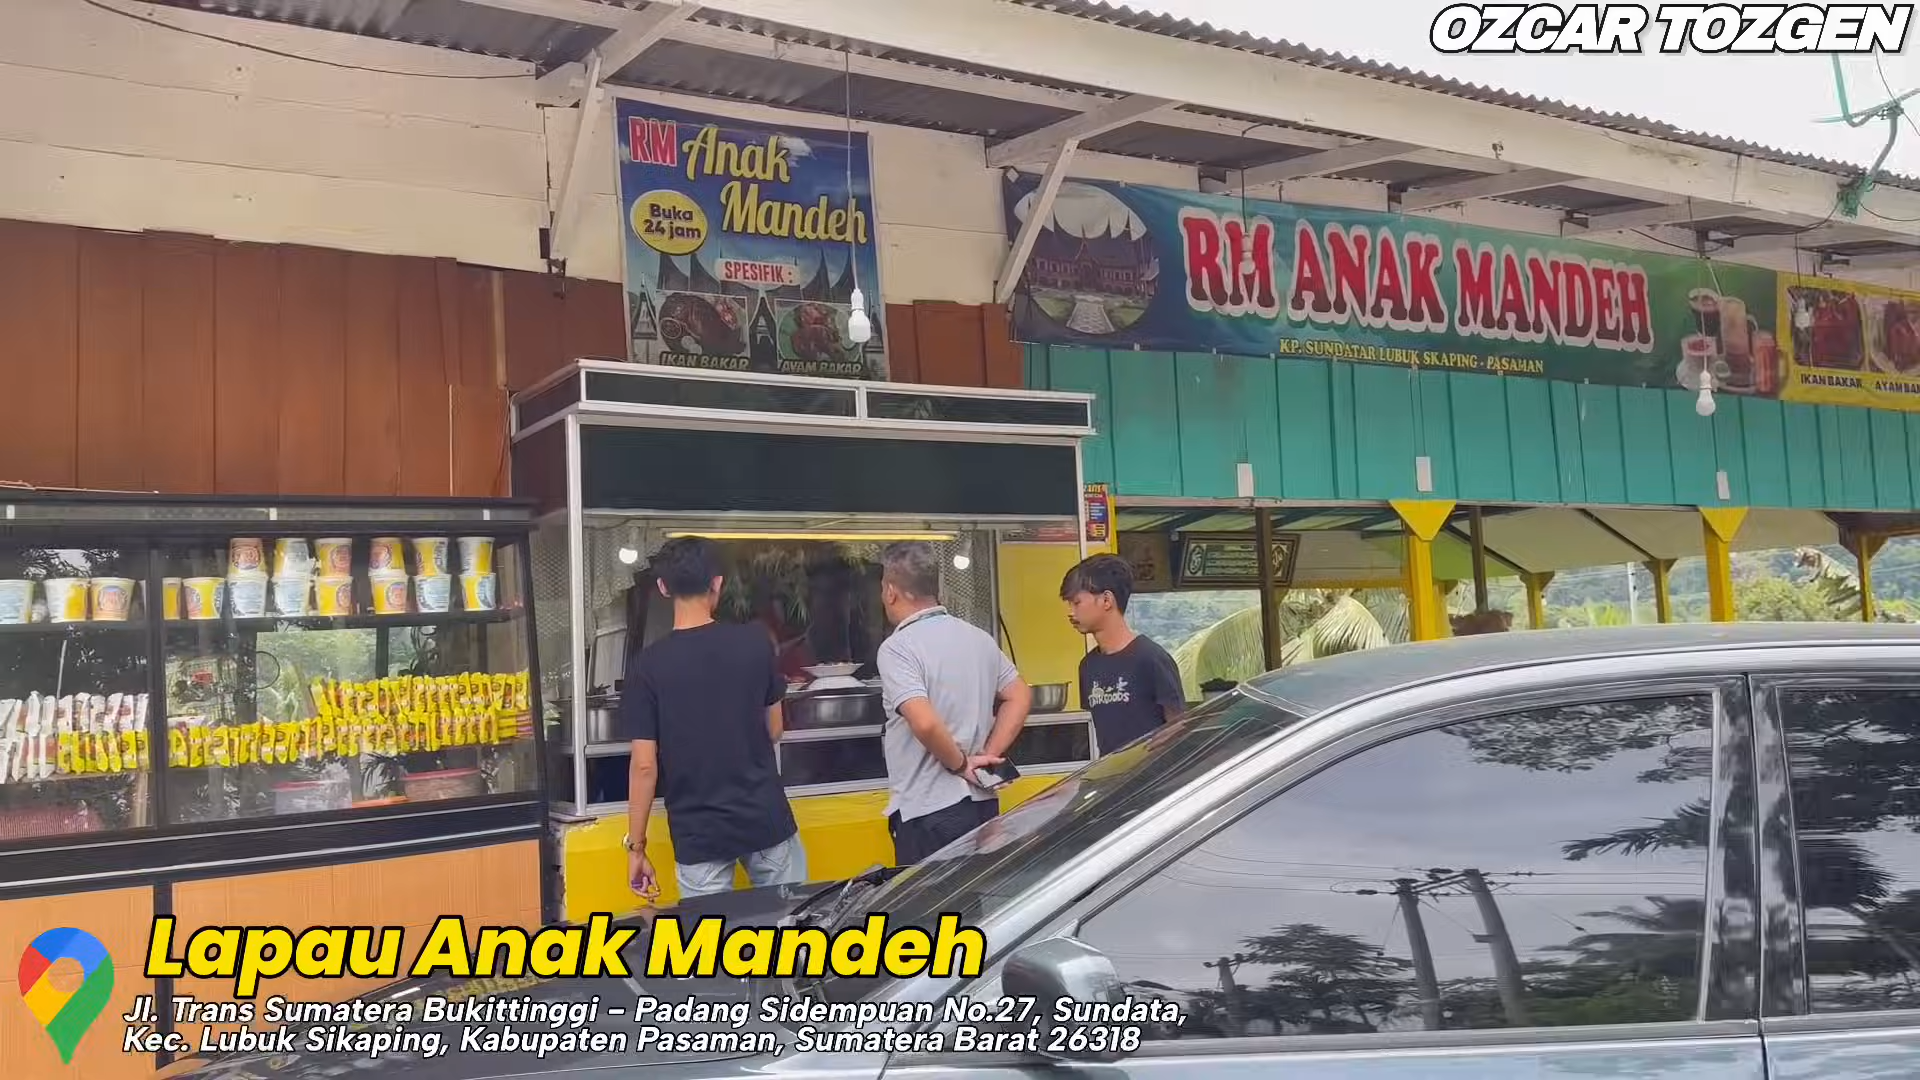 OZCAR TOZGEN
RM Anak
Mandeh
Buka
24 jam
SPESIFIK :
IKAN BAKAR
AYAM BAKAR
RM ANAK MANDEH
KP. SUNDATAR LUBUK SKAPING - PASAMAN
IKAN BAKAR
Lapau Anak Mandeh
Jl. Trans Sumatera Bukittinggi - Padang Sidempuan No.27, Sundata,
Kec. Lubuk Sikaping, Kabupaten Pasaman, Sumatera Barat 26318